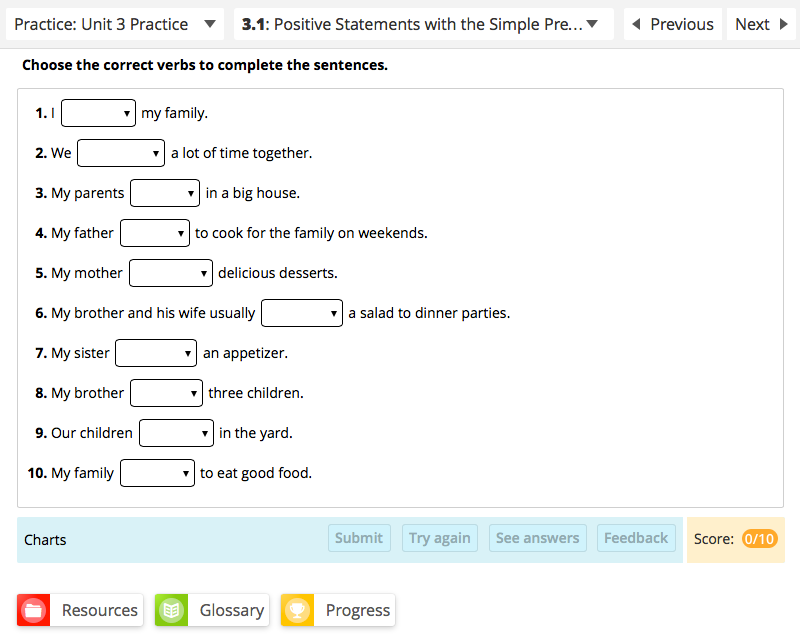 Practice: Unit 3 Practice 3.1: Positive Statements with the Simple Pre... Previous Next
Choose the correct verbs to complete the sentences.
1. I my family.
2. We a lot of time together.
3. My parents in a big house.
4. My father to cook for the family on weekends.
5. My mother delicious desserts.
6. My brother and his wife usually a salad to dinner parties.
7. My sister an appetizer.
8. My brother three children.
9. Our children in the yard.
10. My family to eat good food.
Charts Submit Try again See answers Feedback Score: 0/10
Resources Glossary Progress